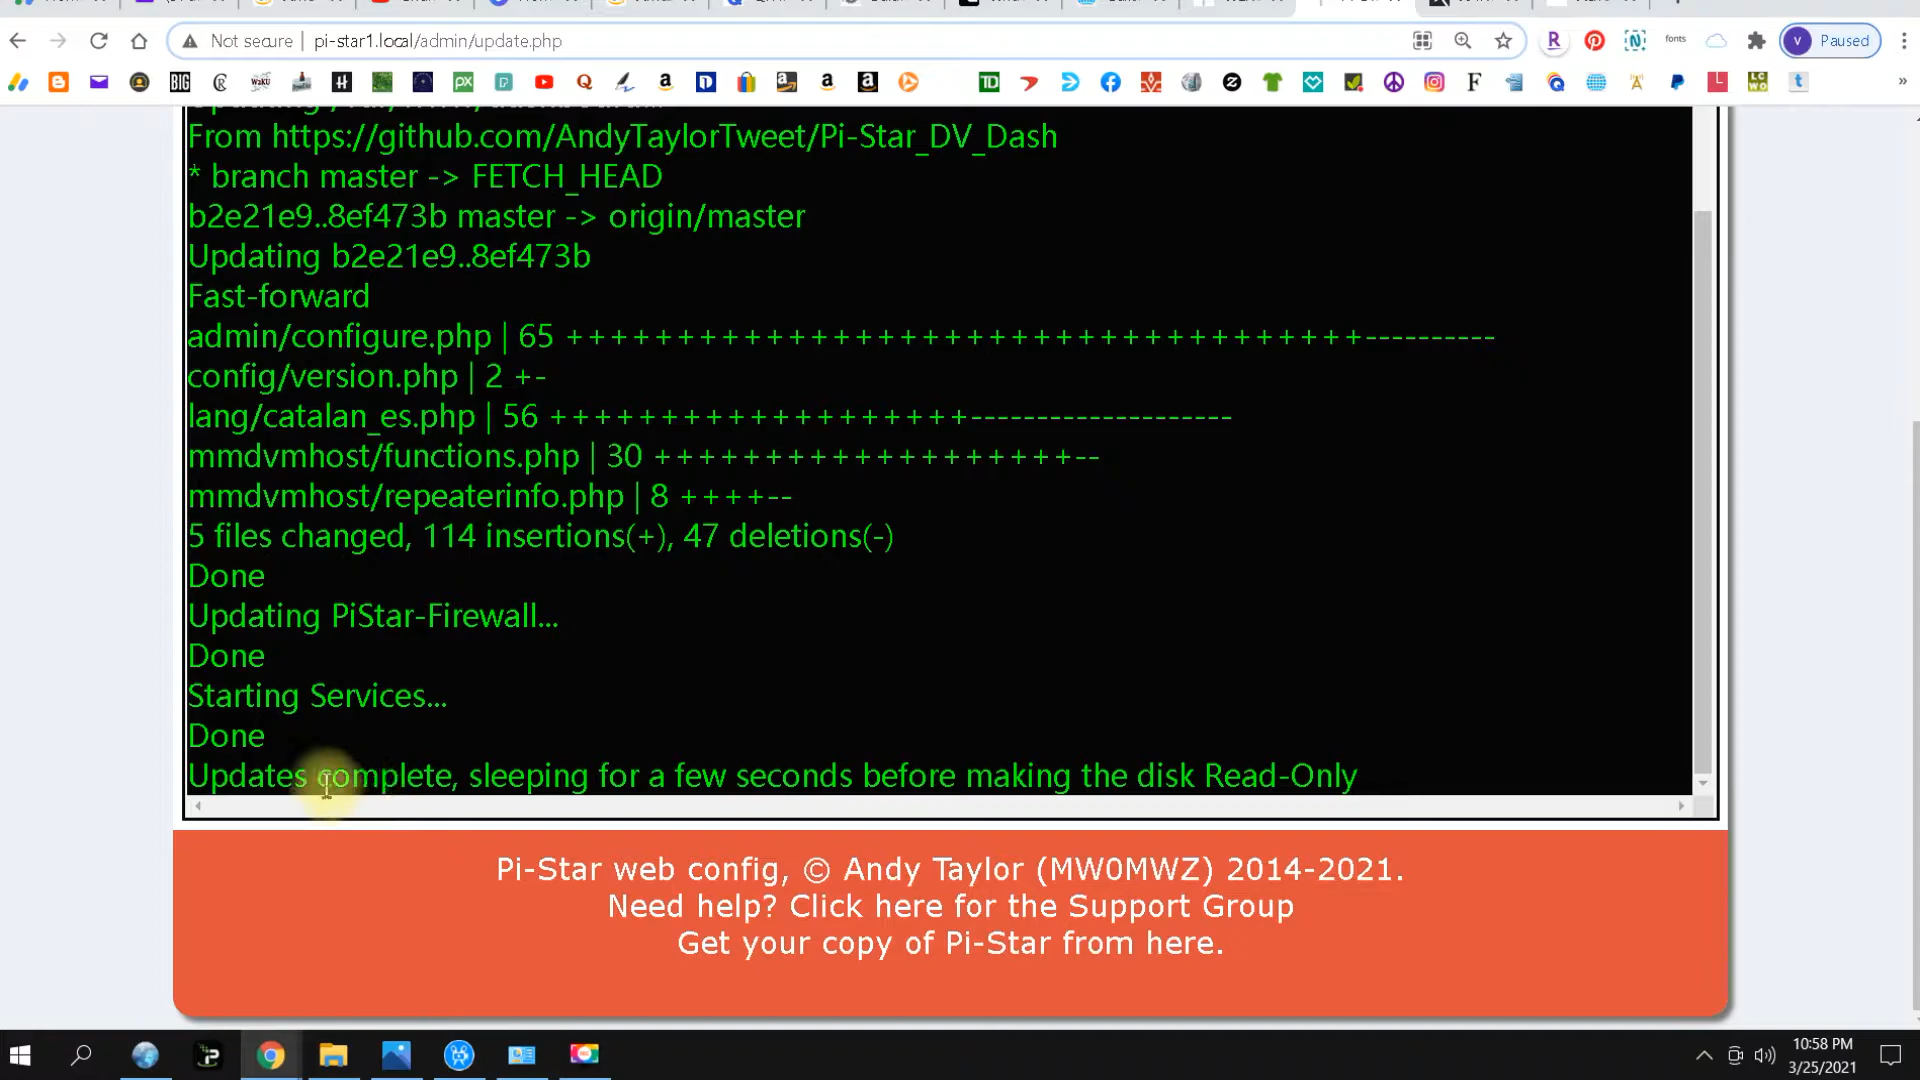 Not secure
pi-star1.local/admin/update.php
fonts
Paused
From https://github.com/AndyTaylorTweet/Pi-Star_DV_Dash
* branch master -> FETCH_HEAD
b2e21e9..8ef473b master -> origin/master
Updating b2e21e9..8ef473b
Fast-forward
admin/configure.php | 65 +++++++++++++++++++++++++++++++++++++----------
config/version.php | 2 +-
lang/catalan_es.php | 56 +++++++++++++++++++--------------------
mmdvmhost/functions.php | 30 +++++++++++++++++++--
mmdvmhost/repeaterinfo.php | 8 ++++--
5 files changed, 114 insertions(+), 47 deletions(-)
Done
Updating PiStar-Firewall...
Done
Starting Services...
Done
Updates complete, sleeping for a few seconds before making the disk Read-Only
Pi-Star web config, © Andy Taylor (MW0MWZ) 2014-2021.
Need help? Click here for the Support Group
Get your copy of Pi-Star from here.
10:58 PM
3/25/2021